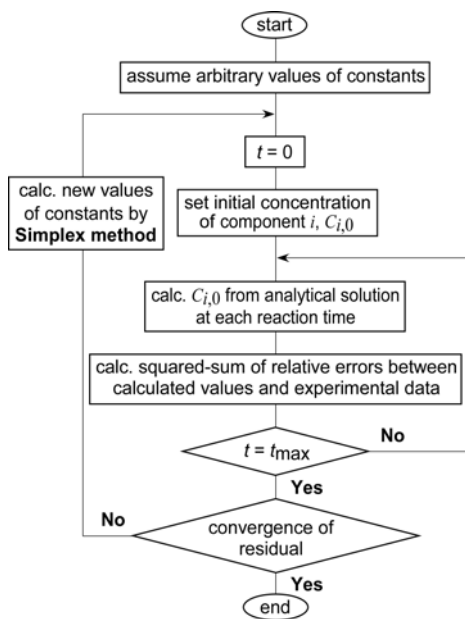 start
assume arbitrary values of constants
t = 0
calc. new values
of constants by
Simplex method
set initial concentration
of component i, Ci,0
calc. Ci,0 from analytical solution
at each reaction time
calc. squared-sum of relative errors between
calculated values and experimental data
t = tmax
No
Yes
No
convergence of
residual
Yes
end